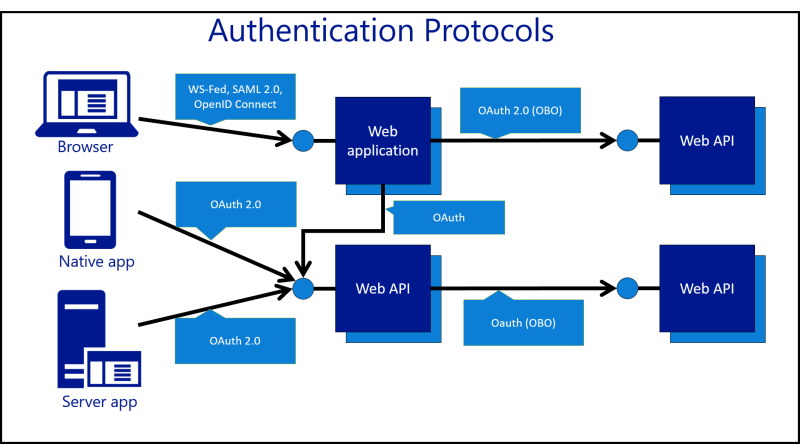 Authentication Protocols
WS-Fed, SAML 2.0,
OpenID Connect
OAuth 2.0 (OBO)
Web
application
Web API
Browser
OAuth 2.0
OAuth
Native app
Web API
Web API
Oauth (OBO)
OAuth 2.0
Server app